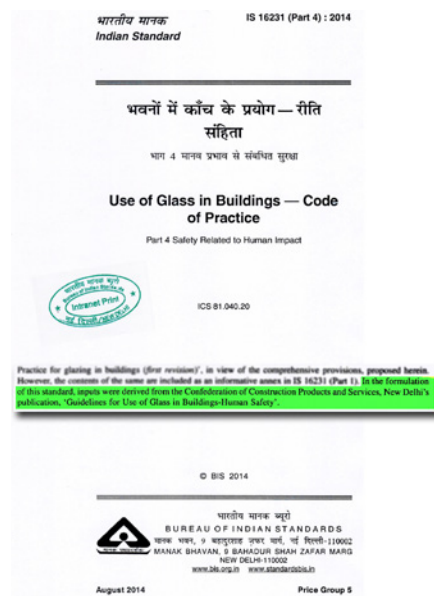 भारतीय मानक
Indian Standard
IS 16231 (Part 4) : 2014
भवनों में काँच के प्रयोग — रीति
संहिता
भाग 4 मानव प्रभाव से संबंधित सुरक्षा
Use of Glass in Buildings — Code
of Practice
Part 4 Safety Related to Human Impact
भारतीय मानक ब्यूरो
Bureau of Indian Standards
Intranet Print
नई दिल्ली
ICS 81.040.20
Practice for glazing in buildings (first revision)', in view of the comprehensive provisions, proposed herein.
However, the contents of the same are included as an informative annex in IS 16231 (Part 1). In the formulation
of this standard, inputs were derived from the Confederation of Construction Products and Services, New Delhi's
publication, 'Guidelines for Use of Glass in Buildings-Human Safety'.
© BIS 2014
भारतीय मानक ब्यूरो
BUREAU OF INDIAN STANDARDS
मानक भवन, 9 बहादुरशाह ज़फर मार्ग, नई दिल्ली-110002
MANAK BHAVAN, 9 BAHADUR SHAH ZAFAR MARG
NEW DELHI-110002
www.bis.org.in www.standardsbis.in
August 2014
Price Group 5